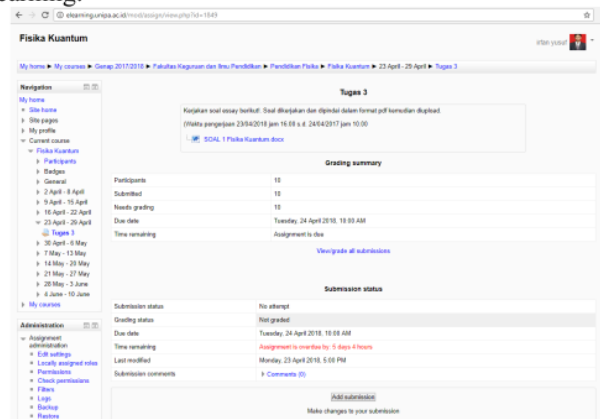 earning.
elearning.unipa.ac.id/mod/assign/view.php?id=1849
Fisika Kuantum
irfan yusuf
My home ► My courses ► Genap 2017/2018 ► Fakultas Keguruan dan Ilmu Pendidikan ► Pendidikan Fisika ► Fisika Kuantum ► 23 April - 29 April ► Tugas 3
Navigation
My home
Site home
Site pages
My profile
Current course
Fisika Kuantum
Participants
Badges
General
2 April - 8 April
9 April - 15 April
16 April - 22 April
23 April - 29 April
Tugas 3
30 April - 6 May
7 May - 13 May
14 May - 20 May
21 May - 27 May
28 May - 3 June
4 June - 10 June
My courses
Administration
Assignment
administration
Edit settings
Locally assigned roles
Permissions
Check permissions
Filters
Logs
Backup
Restore
Tugas 3
Kerjakan soal essay berikut!. Soal dikerjakan dan dipindai dalam format pdf kemudian diupload.
(Waktu pengerjaan 23/04/2018 jam 16.00 s.d. 24/04/2017 jam 10.00
SOAL 1 Fisika Kuantum.docx
Grading summary
Participants 10
Submitted 10
Needs grading 10
Due date Tuesday, 24 April 2018, 10:00 AM
Time remaining Assignment is due
View/grade all submissions
Submission status
Submission status No attempt
Grading status Not graded
Due date Tuesday, 24 April 2018, 10:00 AM
Time remaining Assignment is overdue by: 5 days 4 hours
Last modified Monday, 23 April 2018, 5:00 PM
Submission comments Comments (0)
Add submission
Make changes to your submission